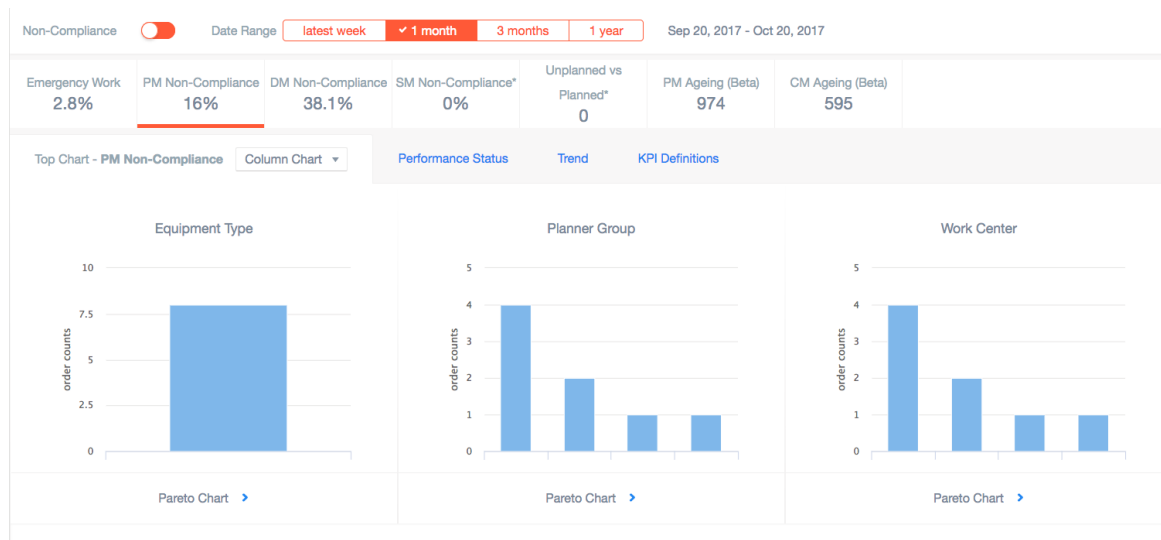 Non-Compliance
Date Range
latest week
1 month
3 months
1 year
Sep 20, 2017 - Oct 20, 2017
Emergency Work
2.8%
PM Non-Compliance
16%
DM Non-Compliance
38.1%
SM Non-Compliance*
0%
Unplanned vs
Planned*
0
PM Ageing (Beta)
974
CM Ageing (Beta)
595
Top Chart - PM Non-Compliance
Column Chart
Performance Status
Trend
KPI Definitions
Equipment Type
order counts
10
7.5
5
2.5
0
Pareto Chart
Planner Group
order counts
5
4
3
2
1
0
Pareto Chart
Work Center
order counts
5
4
3
2
1
0
Pareto Chart